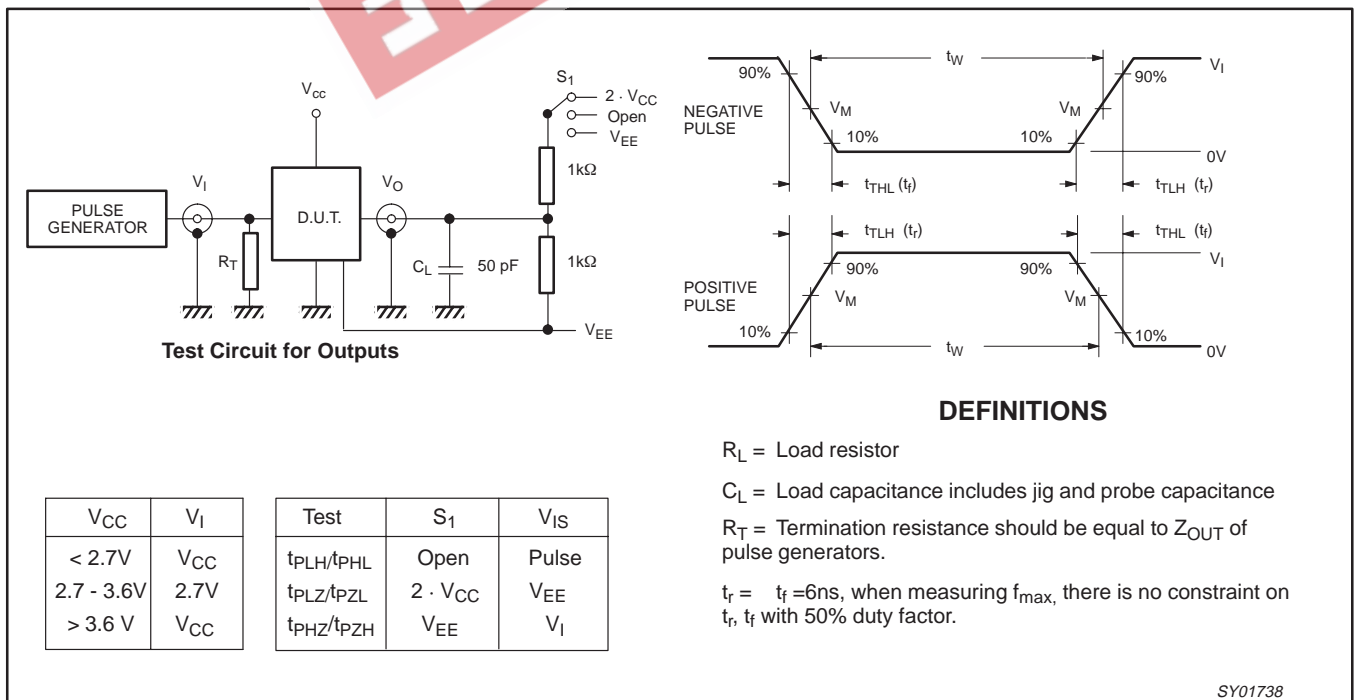 Vcc
S1
2 · VCC
Open
VEE
1kΩ
VI
VO
PULSE
GENERATOR
D.U.T.
RT
CL
50 pF
1kΩ
VEE
Test Circuit for Outputs
tW
90%
90%
VI
NEGATIVE
PULSE
VM
VM
10%
10%
0V
tTHL (tf)
tTLH (tr)
tTLH (tr)
tTHL (tf)
VI
90%
90%
POSITIVE
PULSE
VM
VM
10%
10%
tW
0V
DEFINITIONS
RL = Load resistor
CL = Load capacitance includes jig and probe capacitance
RT = Termination resistance should be equal to ZOUT of
pulse generators.
tr = tf =6ns, when measuring fmax, there is no constraint on
tr, tf with 50% duty factor.
VCC VI
< 2.7V VCC
2.7 - 3.6V 2.7V
> 3.6 V VCC
Test S1 VIS
tPLH/tPHL Open Pulse
tPLZ/tPZL 2 · VCC VEE
tPHZ/tPZH VEE VI
SY01738